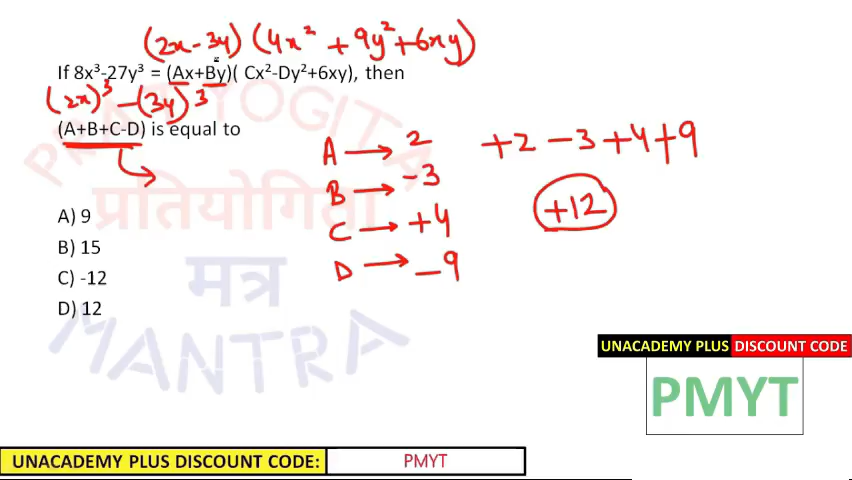 (2x - 3y) (4x² + 9y² + 6xy)
If 8x³-27y³ = (Ax+By)( Cx²-Dy²+6xy), then
(2x)³ - (3y)³
(A+B+C-D) is equal to
A → 2
+2 - 3 + 4 + 9
B → -3
+12
C → +4
D → -9
A) 9
B) 15
C) -12
D) 12
PRATIYOGITA
प्रतियोगिता
मंत्र
MANTRA
UNACADEMY PLUS DISCOUNT CODE
PMYT
UNACADEMY PLUS DISCOUNT CODE:
PMYT